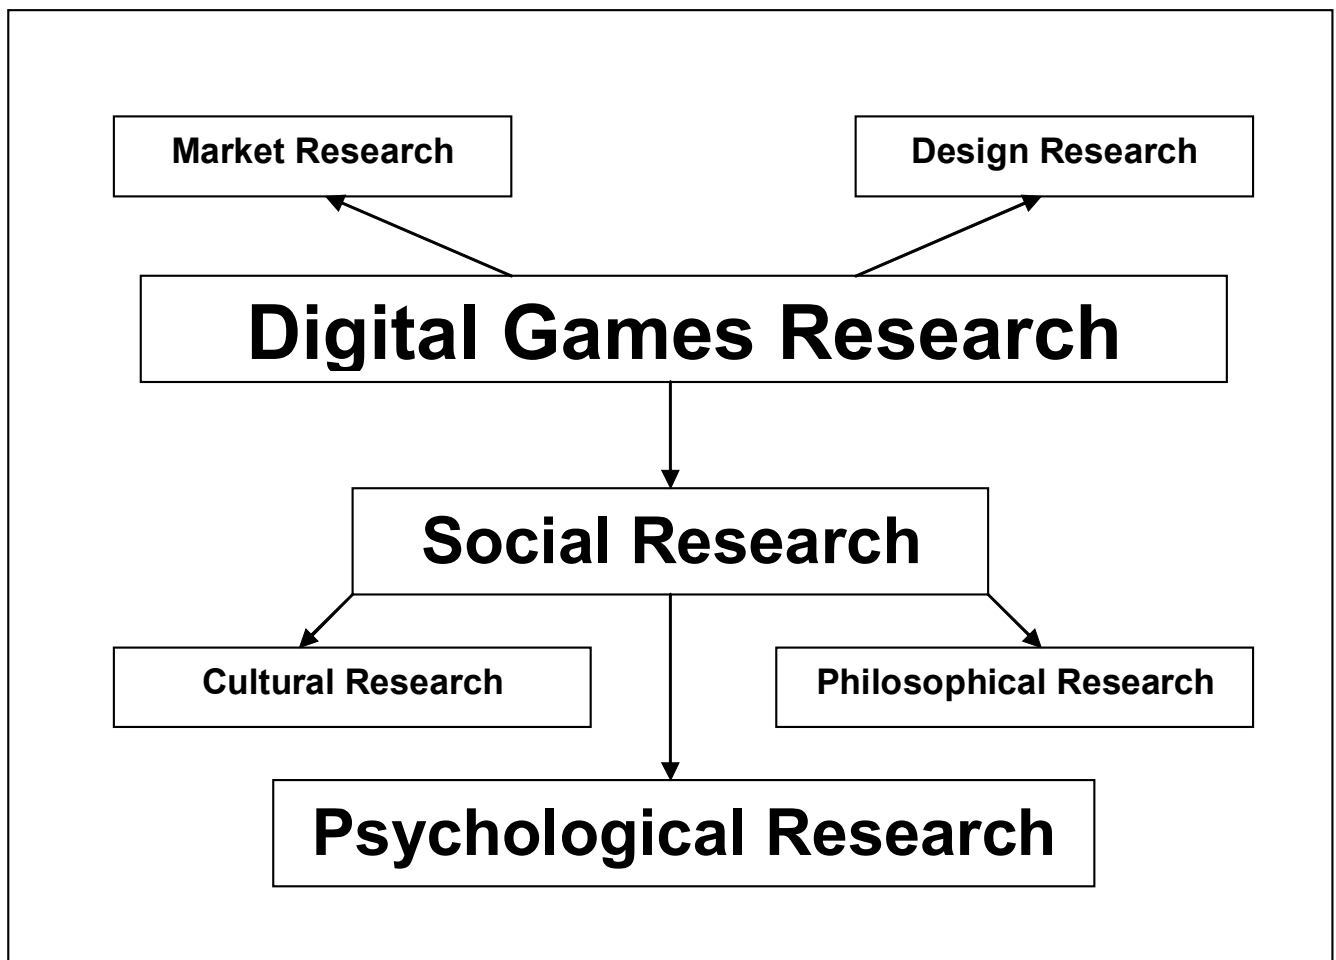 Market Research
Design Research
Digital Games Research
Social Research
Cultural Research
Philosophical Research
Psychological Research